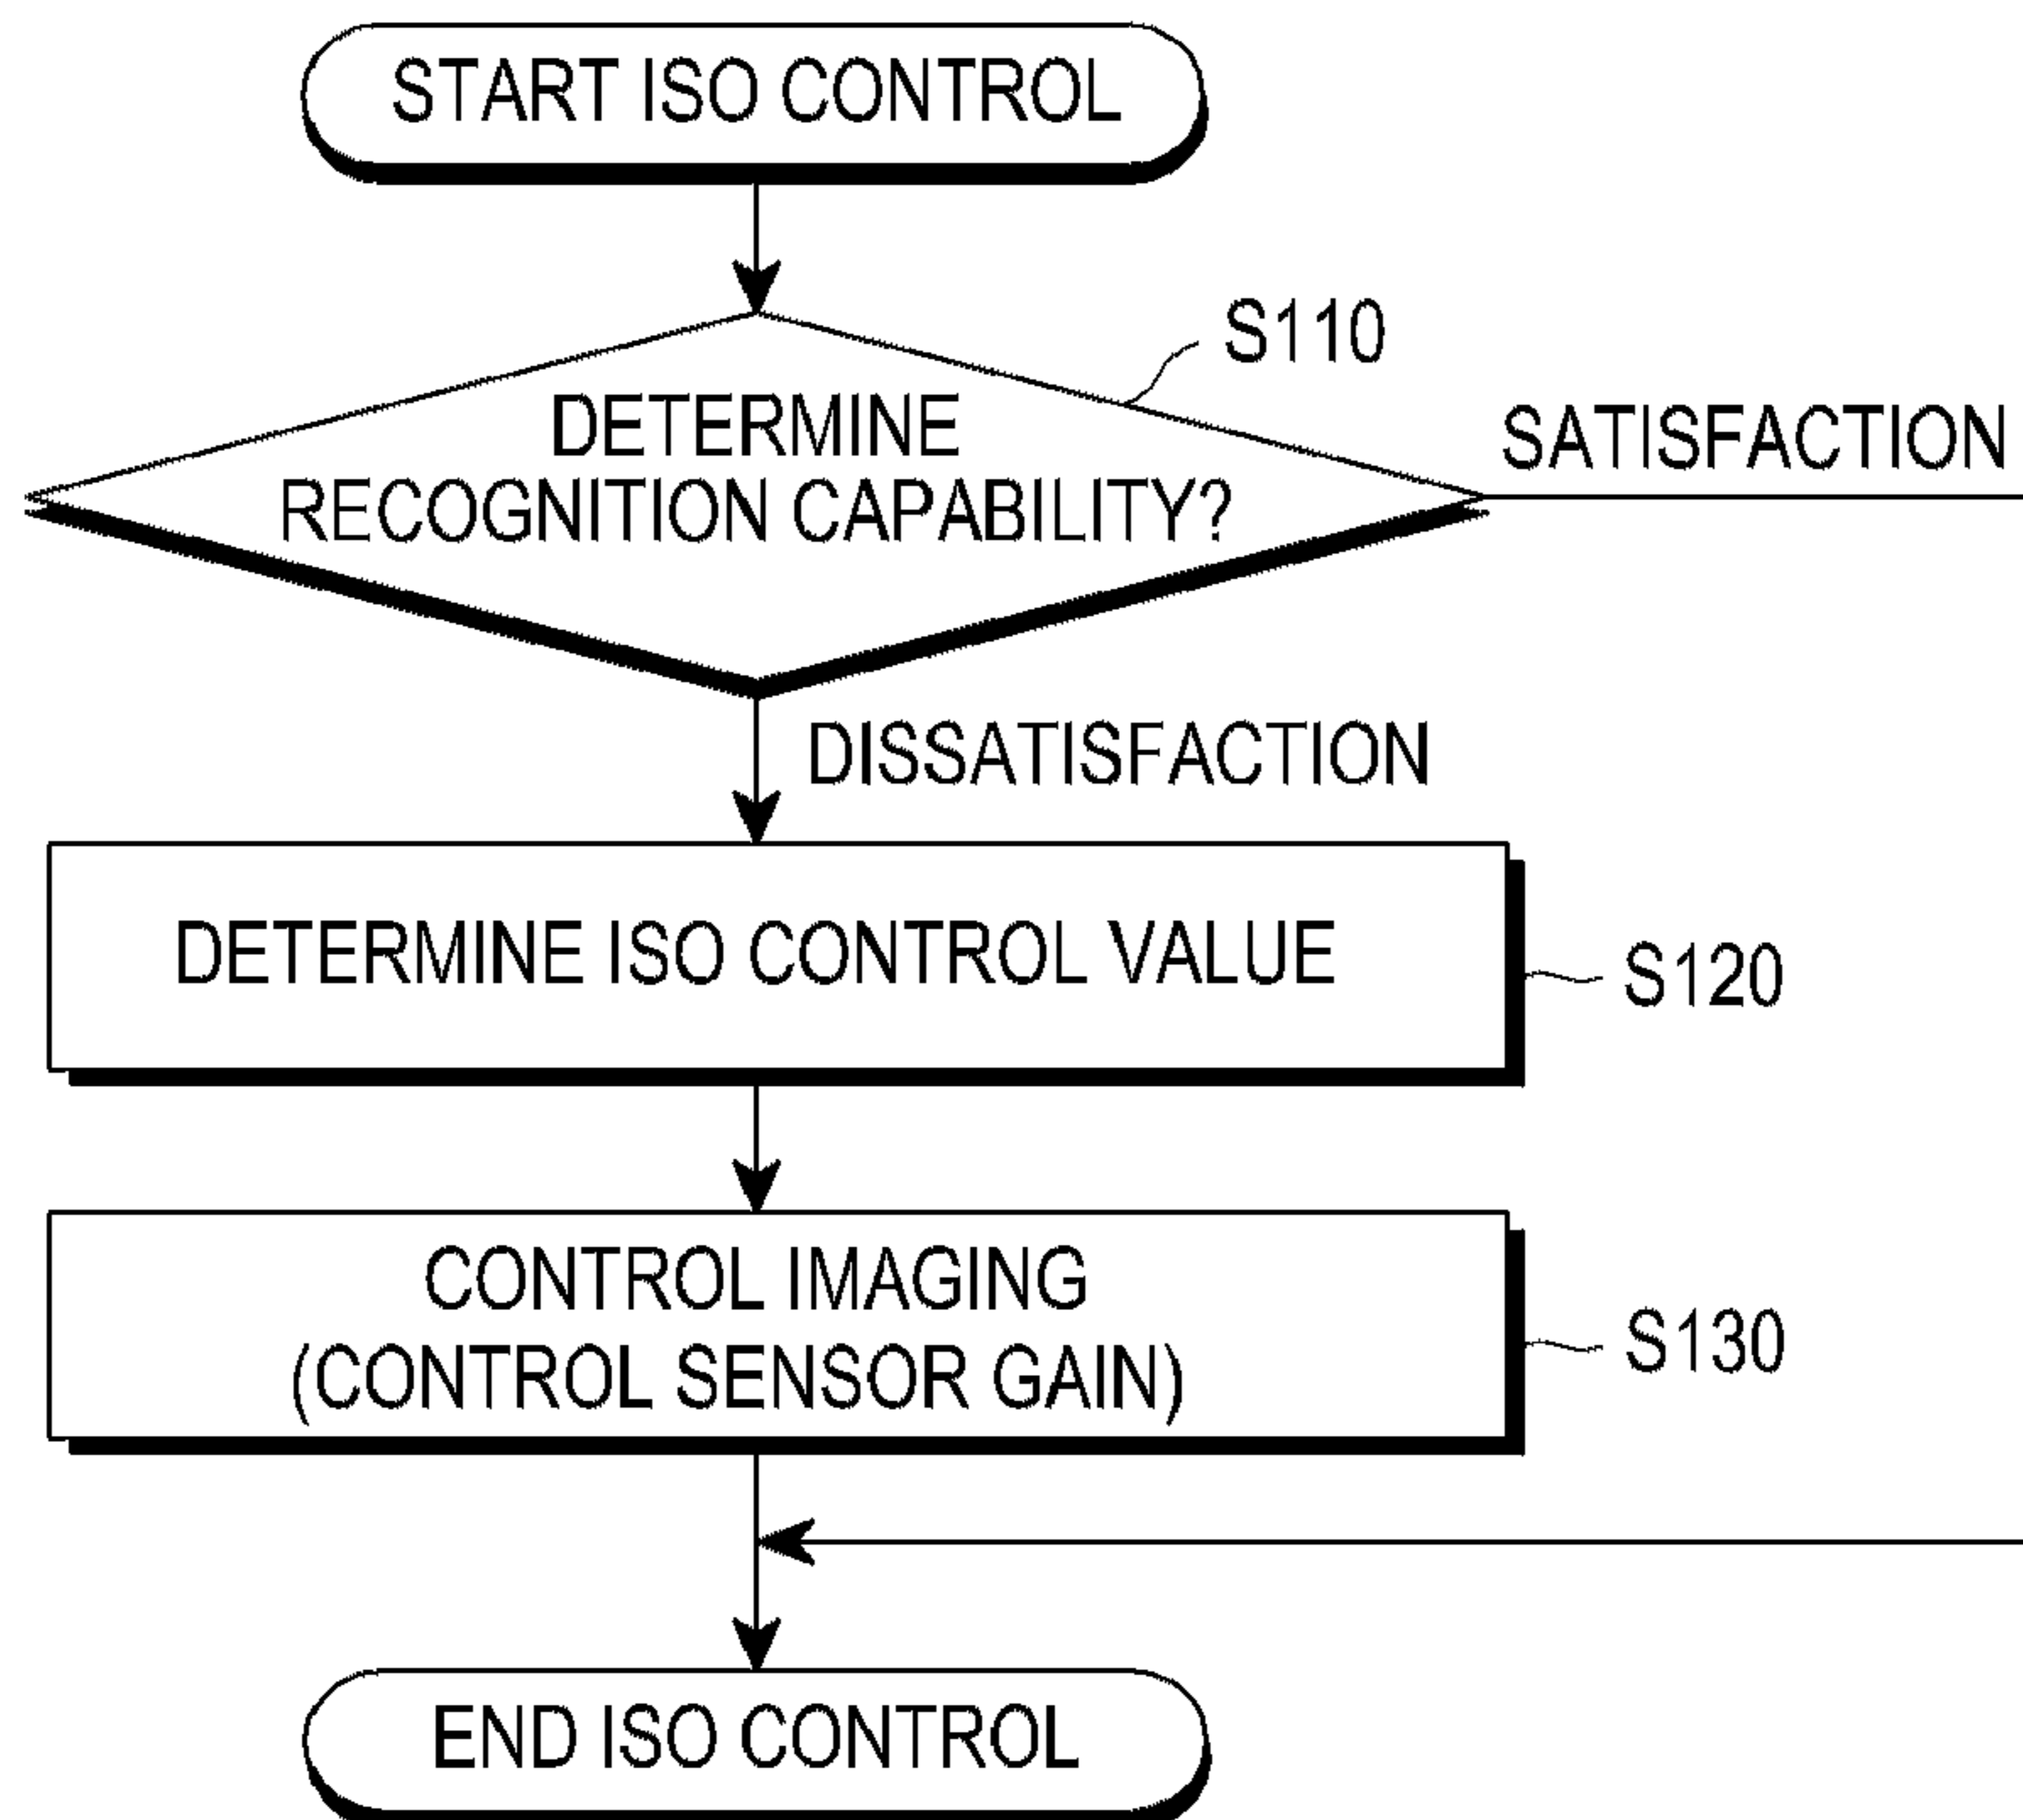 START ISO CONTROL
S110
DETERMINE
RECOGNITION CAPABILITY?
SATISFACTION
DISSATISFACTION
DETERMINE ISO CONTROL VALUE
S120
CONTROL IMAGING
(CONTROL SENSOR GAIN)
S130
END ISO CONTROL